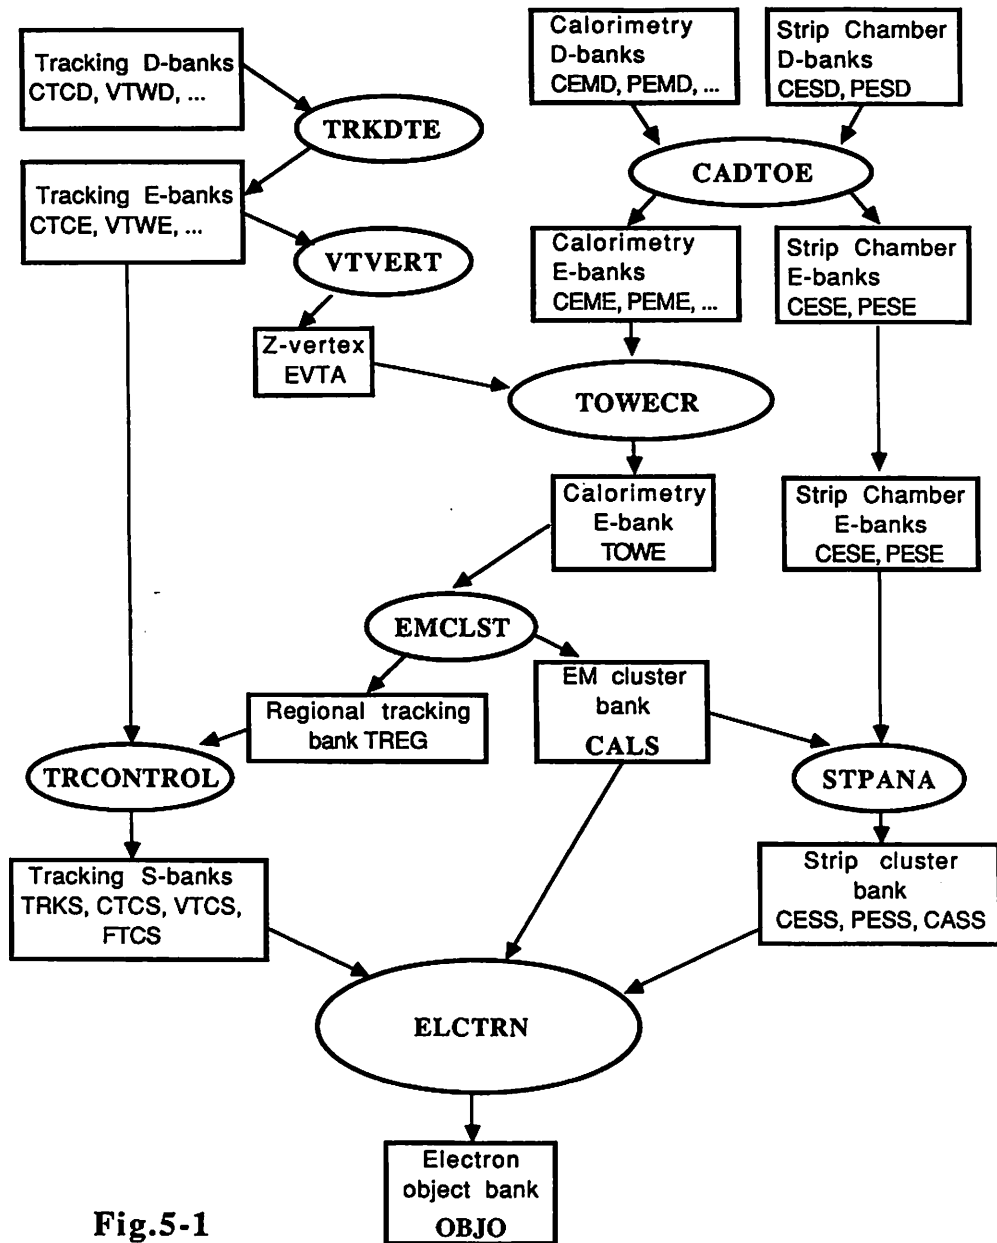 Tracking D-banks
CTCD, VTWD, ...
Calorimetry
D-banks
CEMD, PEMD, ...
Strip Chamber
D-banks
CESD, PESD
TRKDTE
CADTOE
Tracking E-banks
CTCE, VTWE, ...
VTVERT
Calorimetry
E-banks
CEME, PEME, ...
Strip Chamber
E-banks
CESE, PESE
Z-vertex
EVTA
TOWECR
Calorimetry
E-bank
TOWE
Strip Chamber
E-banks
CESE, PESE
EMCLST
Regional tracking
bank TREG
EM cluster
bank
CALS
TRCONTROL
STPANA
Tracking S-banks
TRKS, CTCS, VTCS,
FTCS
Strip cluster
bank
CESS, PESS, CASS
ELCTRN
Electron
object bank
OBJO
Fig.5-1